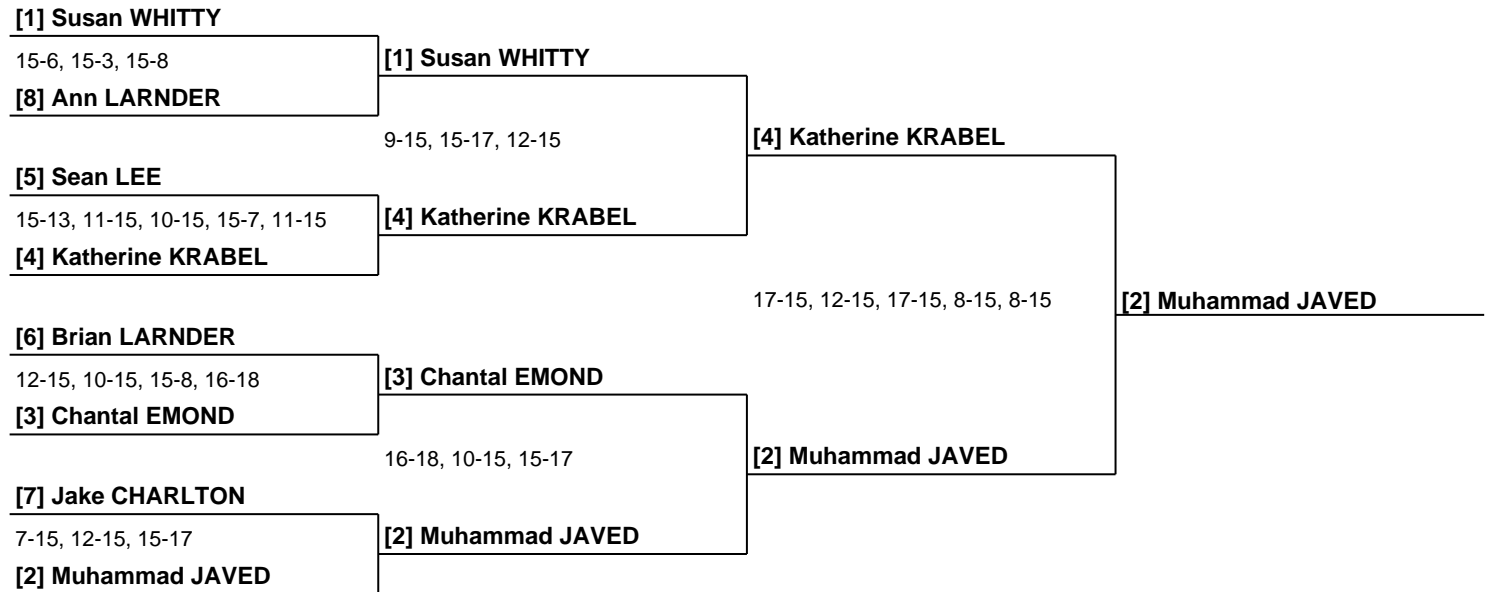 [1] Susan WHITTY
15-6, 15-3, 15-8
[1] Susan WHITTY
[8] Ann LARNDER
9-15, 15-17, 12-15
[4] Katherine KRABEL
[5] Sean LEE
15-13, 11-15, 10-15, 15-7, 11-15
[4] Katherine KRABEL
[4] Katherine KRABEL
17-15, 12-15, 17-15, 8-15, 8-15
[2] Muhammad JAVED
[6] Brian LARNDER
12-15, 10-15, 15-8, 16-18
[3] Chantal EMOND
[3] Chantal EMOND
16-18, 10-15, 15-17
[2] Muhammad JAVED
[7] Jake CHARLTON
7-15, 12-15, 15-17
[2] Muhammad JAVED
[2] Muhammad JAVED